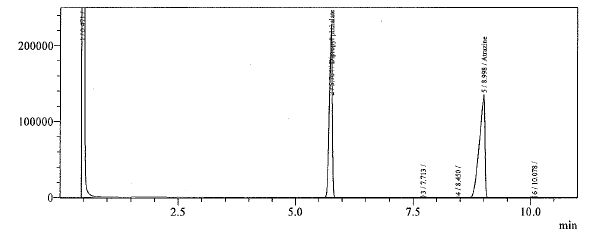 200000
100000
0
2.5
5.0
7.5
10.0
min
3 / 7.713 /
4 / 8.450 /
5 / 8.998 / Atrazine
6 / 10.078 /